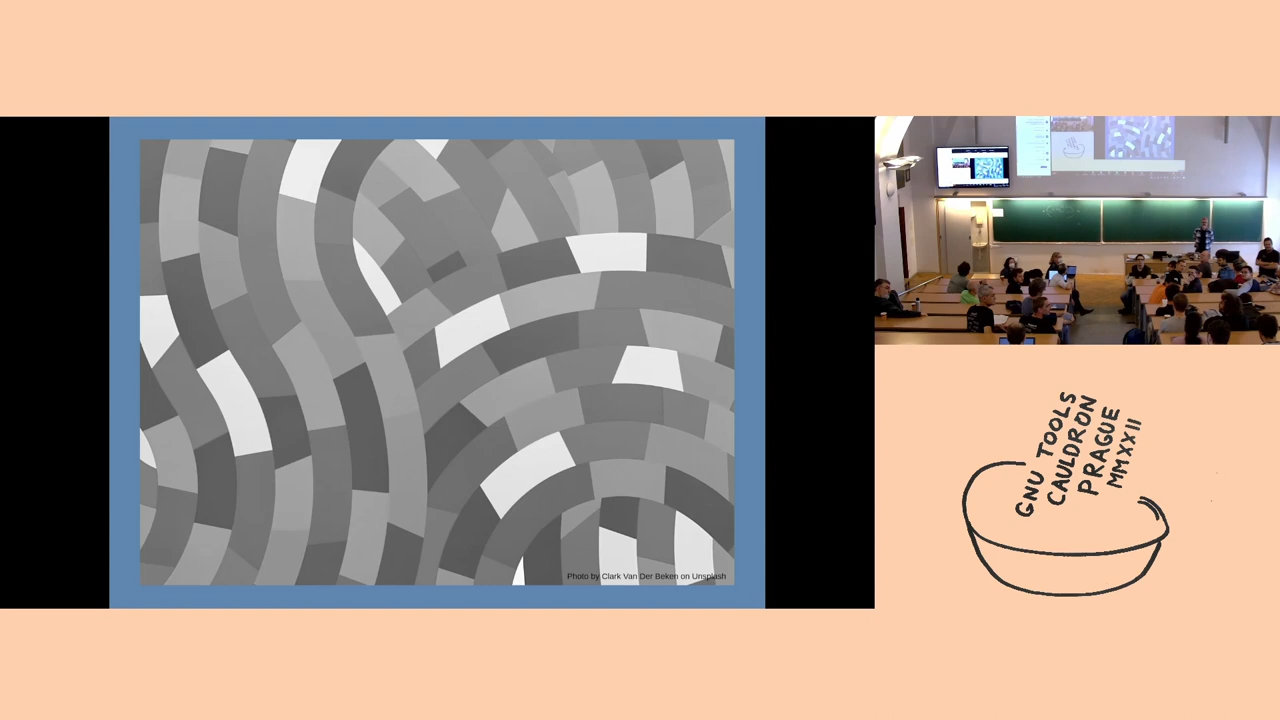 Photo by Clark Van Der Beken on Unsplash
GNU TOOLS
CAULDRON
PRAGUE
MMXXII